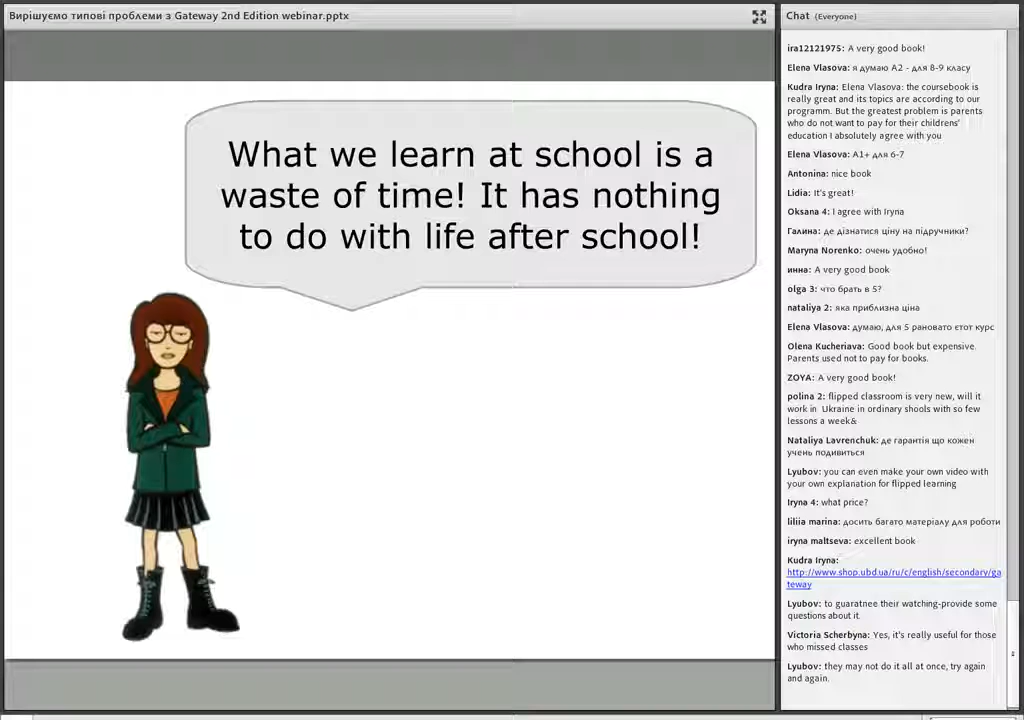 Вирішуємо типові проблеми з Gateway 2nd Edition webinar.pptx
What we learn at school is a
waste of time! It has nothing
to do with life after school!
Chat (Everyone)
ira12121975: A very good book!
Elena Vlasova: я думаю A2 - для 8-9 класу
Kudra Iryna: Elena Vlasova: the coursebook is
really great and its topics are according to our
programm. But the greatest problem is parents
who do not want to pay for their childrens'
education I absolutely agree with you
Elena Vlasova: A1+ для 6-7
Antonina: nice book
Lidia: It's great!
Oksana 4: I agree with Iryna
Галина: де дізнатися ціну на підручники?
Maryna Norenko: очень удобно!
инна: A very good book
olga 3: что брать в 5?
nataliya 2: яка приблизна ціна
Elena Vlasova: думаю, для 5 рановато єтот курс
Olena Kucheriava: Good book but expensive.
Parents used not to pay for books.
ZOYA: A very good book!
polina 2: flipped classroom is very new, will it
work in Ukraine in ordinary shools with so few
lessons a week&
Nataliya Lavrenchuk: де гарантія що кожен
учень подивиться
Lyubov: you can even make your own video with
your own explanation for flipped learning
Iryna 4: what price?
liliia marina: досить багато матеріалу для роботи
iryna maltseva: excellent book
Kudra Iryna:
http://www.shop.ubd.ua/ru/c/english/secondary/ga
teway
Lyubov: to guaratnee their watching-provide some
questions about it
Victoria Scherbyna: Yes, it's really useful for those
who missed classes
Lyubov: they may not do it all at once, try again
and again.